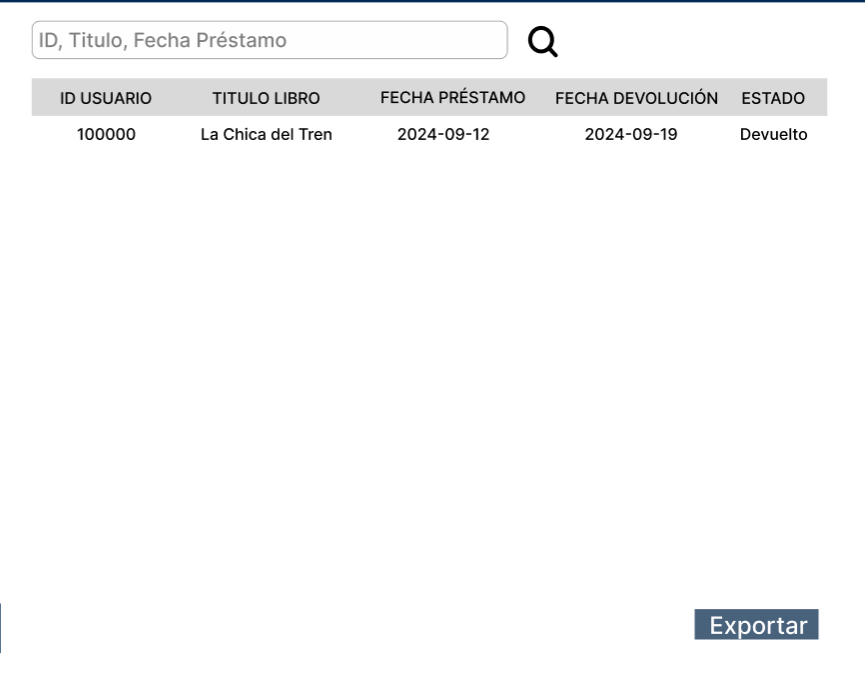 ID, Titulo, Fecha Préstamo
ID USUARIO TITULO LIBRO FECHA PRÉSTAMO FECHA DEVOLUCIÓN ESTADO
100000 La Chica del Tren 2024-09-12 2024-09-19 Devuelto
Exportar